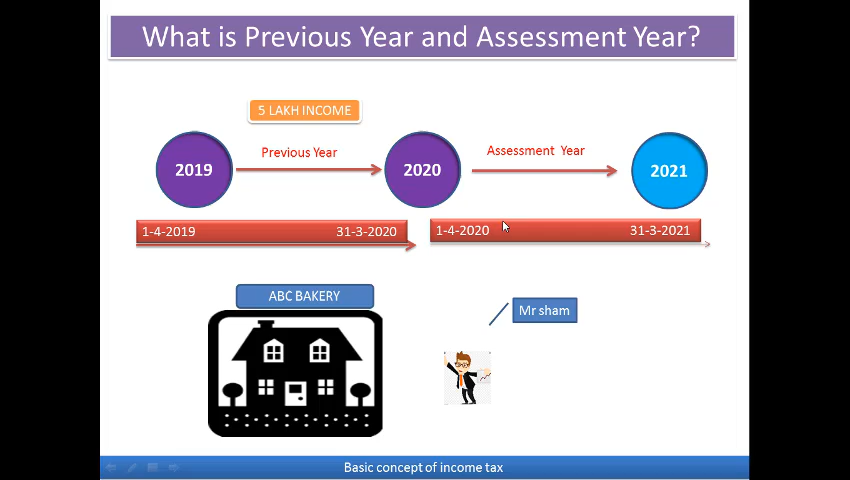 What is Previous Year and Assessment Year?
5 LAKH INCOME
2019
Previous Year
2020
Assessment Year
2021
1-4-2019
31-3-2020
1-4-2020
31-3-2021
ABC BAKERY
Mr sham
Basic concept of income tax